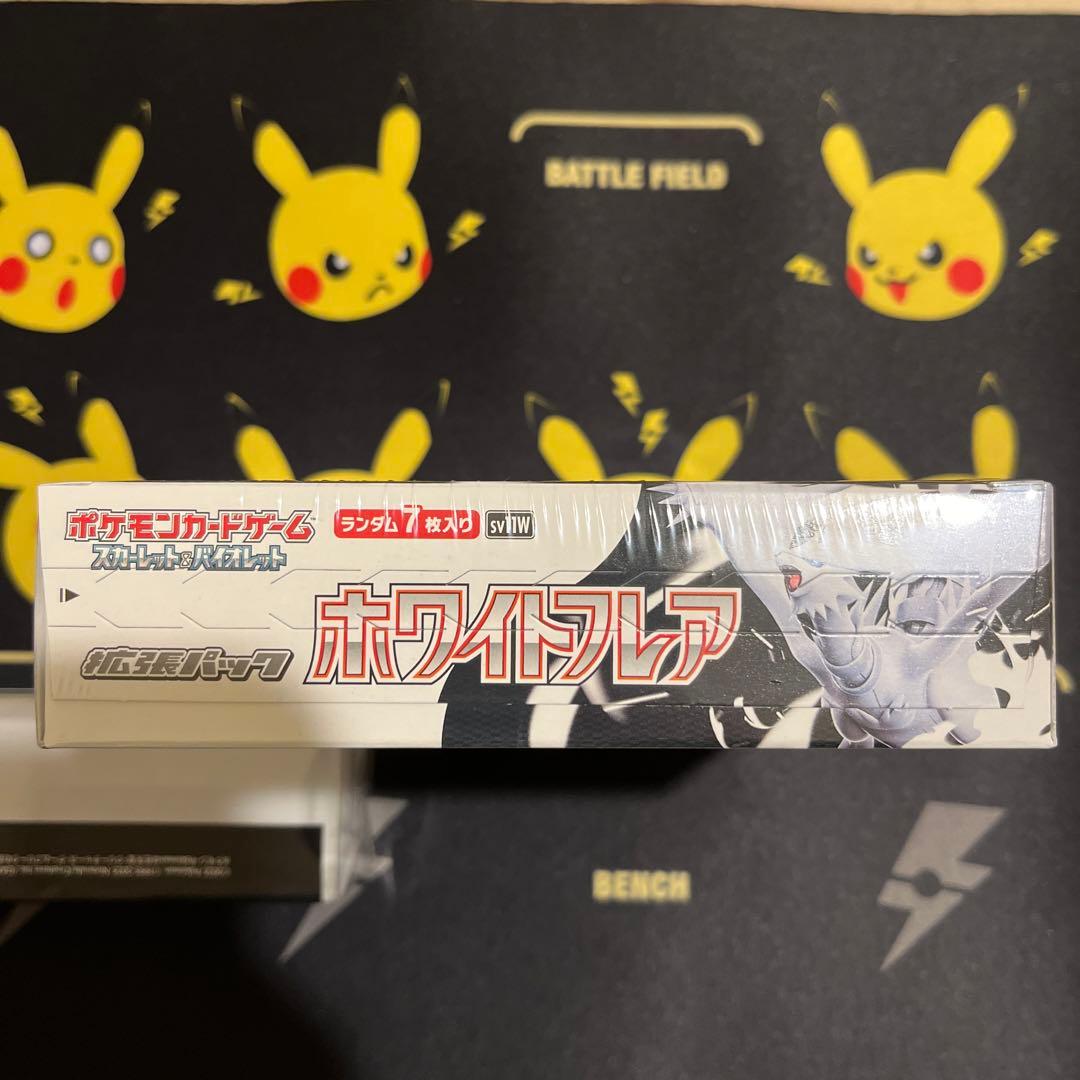 BATTLE FIELD
ポケモンカードゲーム™
スカーレット&バイオレット
ランダム7枚入り
SV11W
ホワイトフレア
拡張パック
BENCH